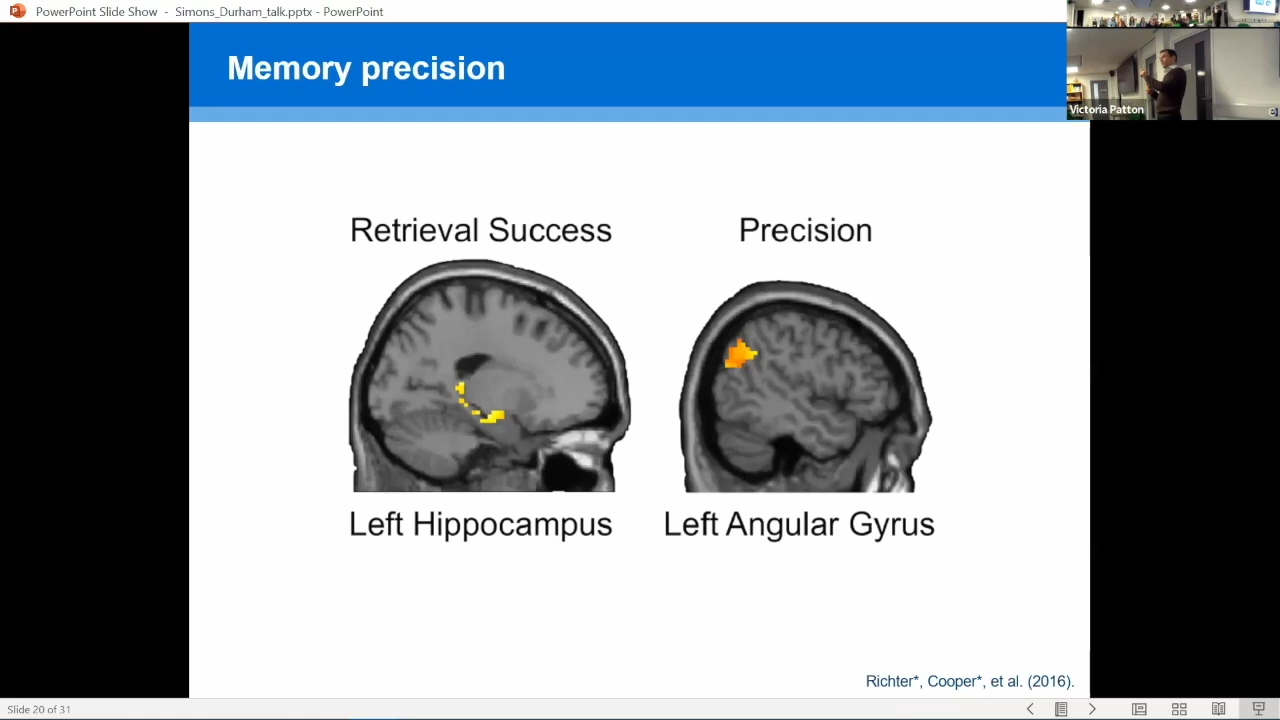 PowerPoint Slide Show - Simons_Durham_talk.pptx - PowerPoint
Memory precision
Victoria Patton
Retrieval Success
Precision
Left Hippocampus
Left Angular Gyrus
Richter*, Cooper*, et al. (2016).
Slide 20 of 31